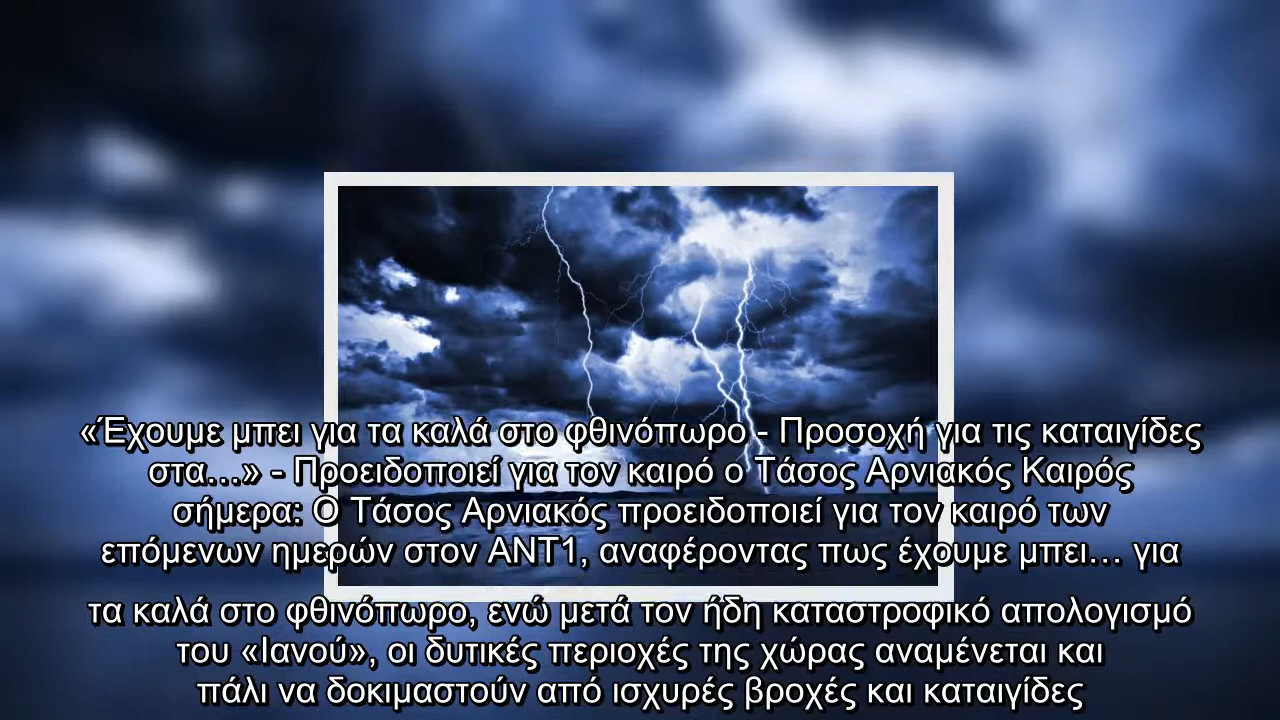 «Έχουμε μπει για τα καλά στο φθινόπωρο - Προσοχή για τις καταιγίδες
στα…» - Προειδοποιεί για τον καιρό ο Τάσος Αρνιακός Καιρός
σήμερα: Ο Τάσος Αρνιακός προειδοποιεί για τον καιρό των
επόμενων ημερών στον ΑΝΤ1, αναφέροντας πως έχουμε μπει… για
τα καλά στο φθινόπωρο, ενώ μετά τον ήδη καταστροφικό απολογισμό
του «Ιανού», οι δυτικές περιοχές της χώρας αναμένεται και
πάλι να δοκιμαστούν από ισχυρές βροχές και καταιγίδες